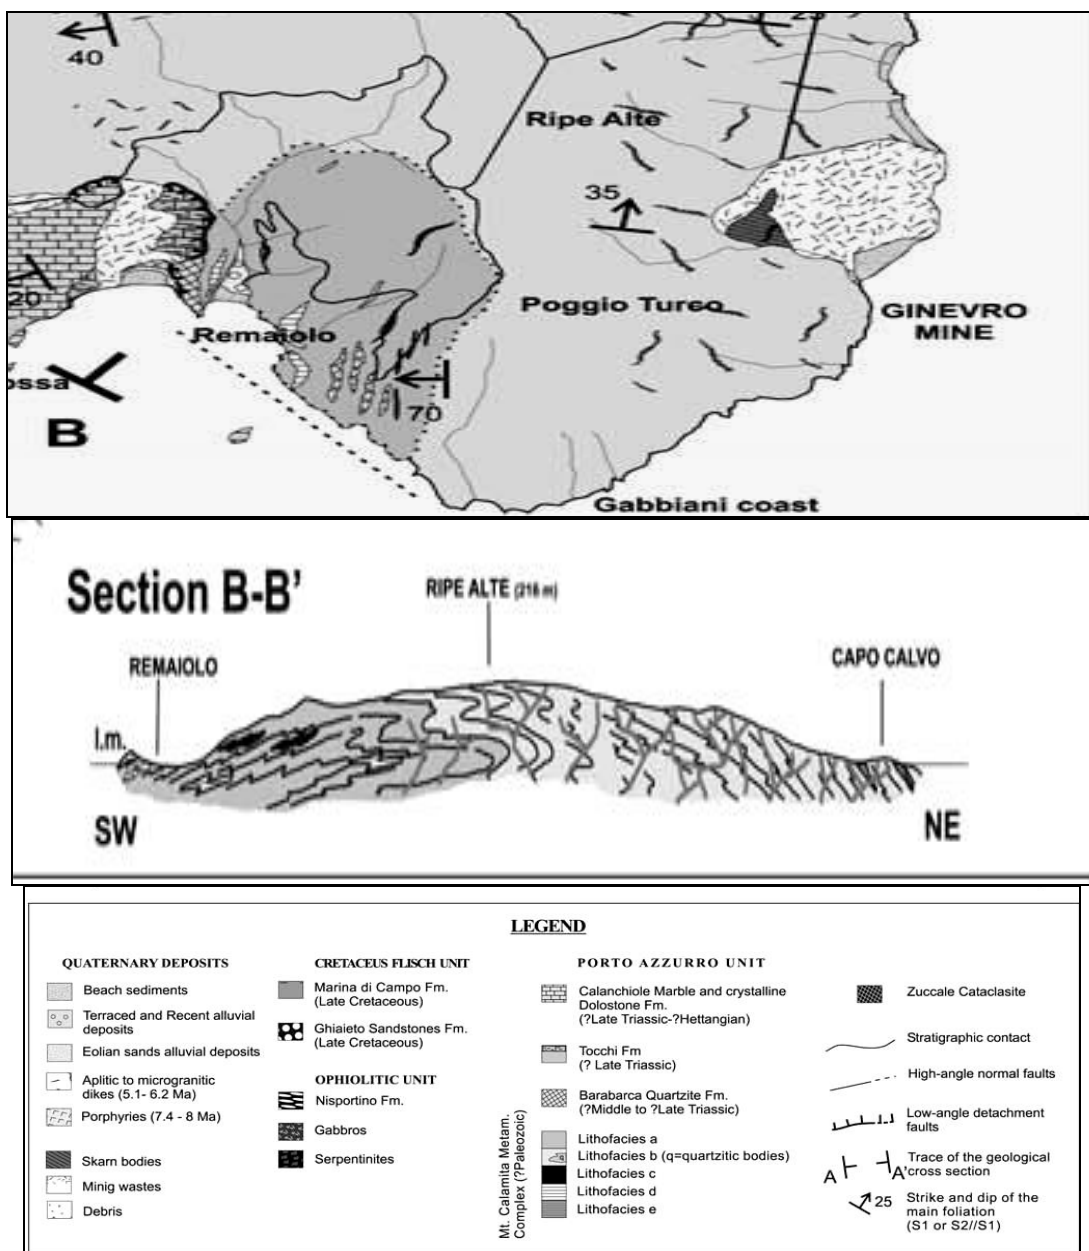 40
25
Ripe Alte
35
20
Remaiolo
Poggio Turco
GINEVRO
MINE
ossa
70
B
Gabbiani coast
Section B-B'
RIPE ALTE (216 m)
REMAIOLO
CAPO CALVO
l.m.
SW
NE
LEGEND
QUATERNARY DEPOSITS
Beach sediments
Terraced and Recent alluvial
deposits
Eolian sands alluvial deposits
Aplitic to microgranitic
dikes (5.1- 6.2 Ma)
Porphyries (7.4 - 8 Ma)
Skarn bodies
Minig wastes
Debris
CRETACEUS FLISCH UNIT
Marina di Campo Fm.
(Late Cretaceous)
Ghiaieto Sandstones Fm.
(Late Cretaceous)
OPHIOLITIC UNIT
Nisportino Fm.
Gabbros
Serpentinites
PORTO AZZURRO UNIT
Calanchiole Marble and crystalline
Dolostone Fm.
(?Late Triassic-?Hettangian)
Tocchi Fm
(? Late Triassic)
Barabarca Quartzite Fm.
(?Middle to ?Late Triassic)
Mt. Calamita Metam.
Complex (?Paleozoic)
Lithofacies a
Lithofacies b (q=quartzitic bodies)
Lithofacies c
Lithofacies d
Lithofacies e
Zuccale Cataclasite
Stratigraphic contact
High-angle normal faults
Low-angle detachment
faults
A A'
Trace of the geological
cross section
25
Strike and dip of the
main foliation
(S1 or S2//S1)